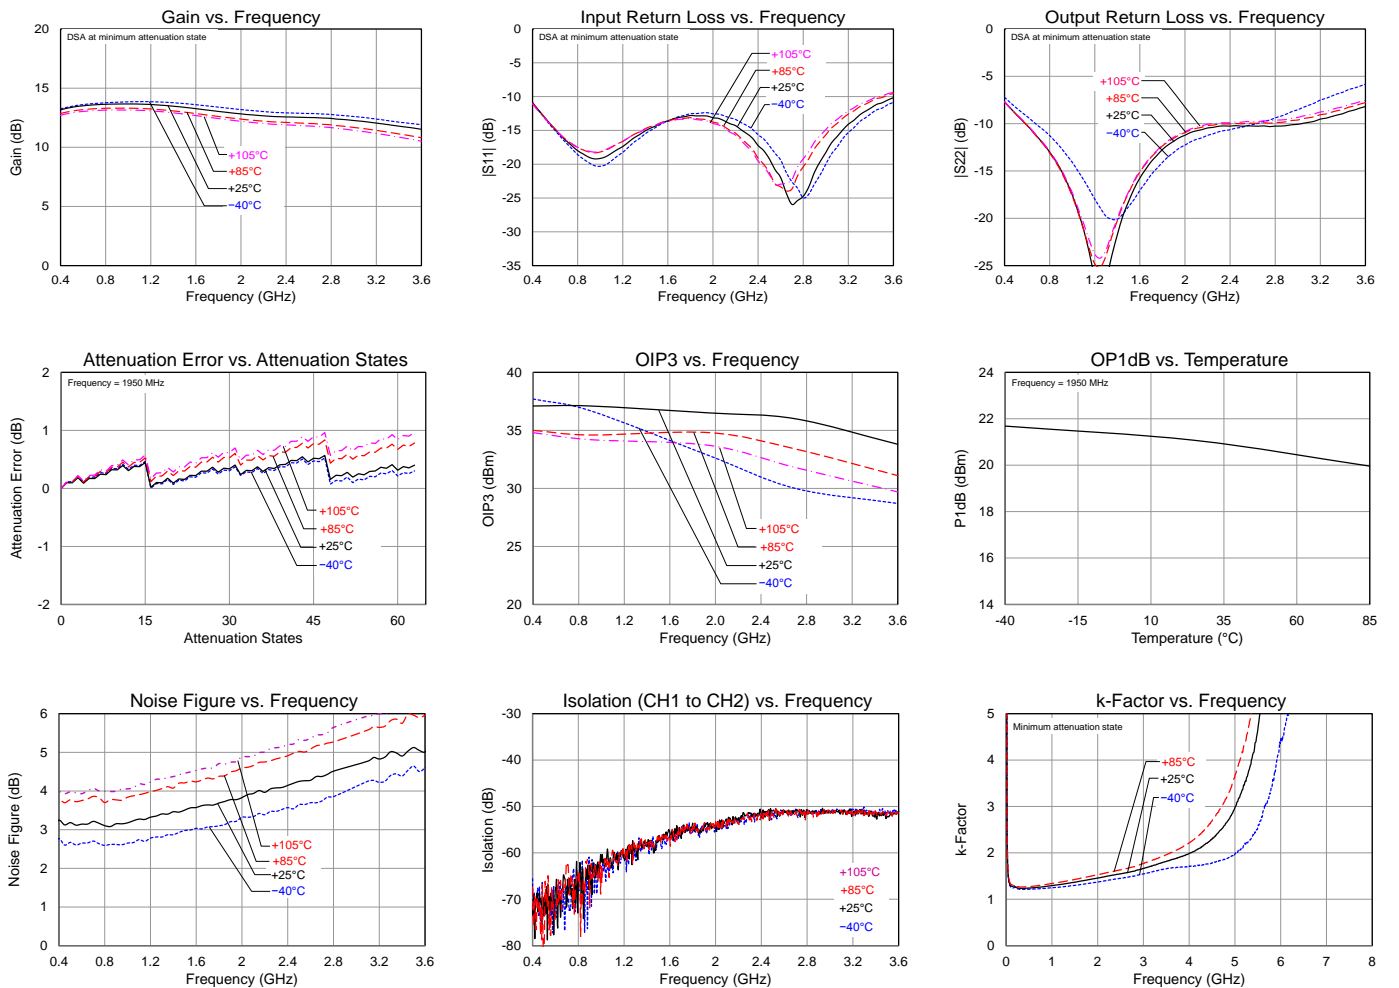 Gain vs. Frequency
DSA at minimum attenuation state
20
15
10
5
0
Gain (dB)
+105°C
+85°C
+25°C
−40°C
0.4 0.8 1.2 1.6 2 2.4 2.8 3.2 3.6
Frequency (GHz)
Input Return Loss vs. Frequency
DSA at minimum attenuation state
0
-5
-10
-15
-20
-25
-30
-35
|S11| (dB)
+105°C
+85°C
+25°C
−40°C
0.4 0.8 1.2 1.6 2 2.4 2.8 3.2 3.6
Frequency (GHz)
Output Return Loss vs. Frequency
DSA at minimum attenuation state
0
-5
-10
-15
-20
-25
|S22| (dB)
+105°C
+85°C
+25°C
−40°C
0.4 0.8 1.2 1.6 2 2.4 2.8 3.2 3.6
Frequency (GHz)
Attenuation Error vs. Attenuation States
Frequency = 1950 MHz
2
1
0
-1
-2
Attenuation Error (dB)
+105°C
+85°C
+25°C
−40°C
0 15 30 45 60
Attenuation States
OIP3 vs. Frequency
40
35
30
25
20
OIP3 (dBm)
+105°C
+85°C
+25°C
−40°C
0.4 0.8 1.2 1.6 2.0 2.4 2.8 3.2 3.6
Frequency (GHz)
OP1dB vs. Temperature
Frequency = 1950 MHz
24
22
20
18
16
14
P1dB (dBm)
-40 -15 10 35 60 85
Temperature (°C)
Noise Figure vs. Frequency
6
5
4
3
2
1
0
Noise Figure (dB)
+105°C
+85°C
+25°C
−40°C
0.4 0.8 1.2 1.6 2 2.4 2.8 3.2 3.6
Frequency (GHz)
Isolation (CH1 to CH2) vs. Frequency
-30
-40
-50
-60
-70
-80
Isolation (dB)
+105°C
+85°C
+25°C
−40°C
0.4 0.8 1.2 1.6 2 2.4 2.8 3.2 3.6
Frequency (GHz)
k-Factor vs. Frequency
Minimum attenuation state
5
4
3
2
1
0
k-Factor
+85°C
+25°C
−40°C
0 1 2 3 4 5 6 7 8
Frequency (GHz)